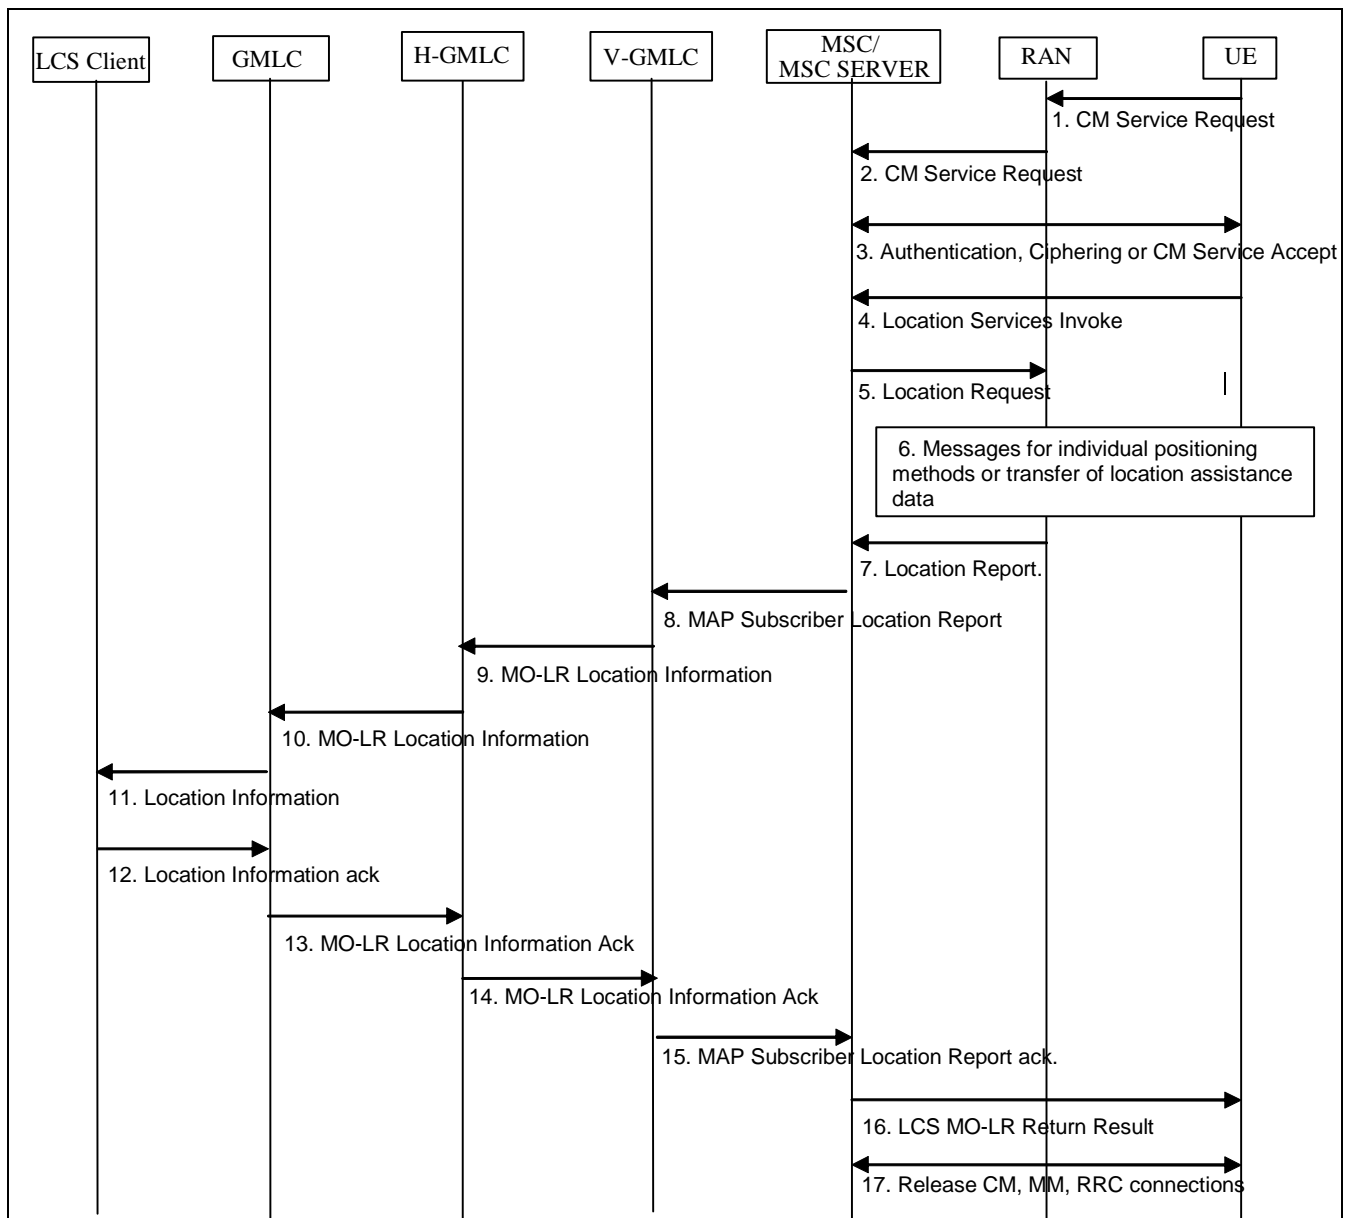 LCS Client
GMLC
H-GMLC
V-GMLC
MSC/
MSC SERVER
RAN
UE
1. CM Service Request
2. CM Service Request
3. Authentication, Ciphering or CM Service Accept
4. Location Services Invoke
5. Location Request
6. Messages for individual positioning
methods or transfer of location assistance
data
7. Location Report.
8. MAP Subscriber Location Report
9. MO-LR Location Information
10. MO-LR Location Information
11. Location Information
12. Location Information ack
13. MO-LR Location Information Ack
14. MO-LR Location Information Ack
15. MAP Subscriber Location Report ack.
16. LCS MO-LR Return Result
17. Release CM, MM, RRC connections